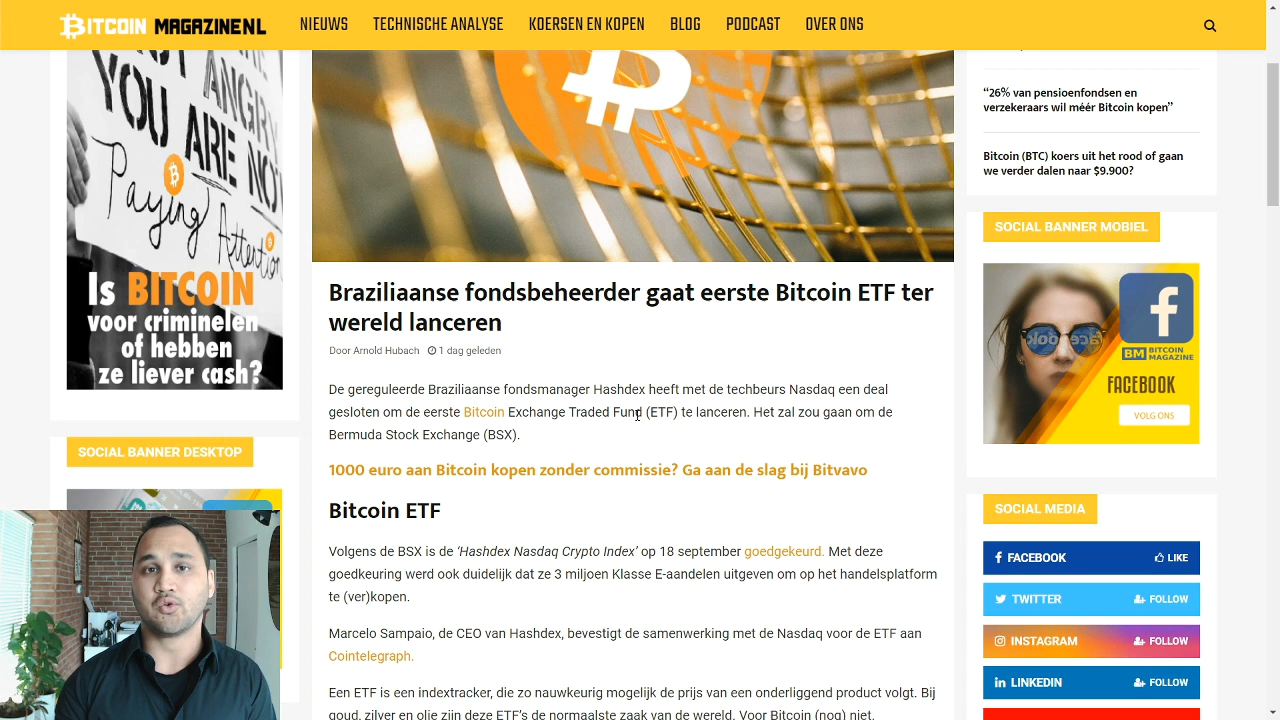 BITCOIN MAGAZINENL
NIEUWS TECHNISCHE ANALYSE KOERSEN EN KOPEN BLOG PODCAST OVER ONS
ANGRY
YOU ARE NOT
Paying
Attention
Is BITCOIN
voor criminelen
of hebben
ze liever cash?
SOCIAL BANNER DESKTOP
Braziliaanse fondsbeheerder gaat eerste Bitcoin ETF ter
wereld lanceren
Door Arnold Hubach 1 dag geleden
De gereguleerde Braziliaanse fondsmanager Hashdex heeft met de techbeurs Nasdaq een deal
gesloten om de eerste Bitcoin Exchange Traded Fund (ETF) te lanceren. Het zal zou gaan om de
Bermuda Stock Exchange (BSX).
1000 euro aan Bitcoin kopen zonder commissie? Ga aan de slag bij Bitvavo
Bitcoin ETF
Volgens de BSX is de ‘Hashdex Nasdaq Crypto Index’ op 18 september goedgekeurd. Met deze
goedkeuring werd ook duidelijk dat ze 3 miljoen Klasse E-aandelen uitgeven om op het handelsplatform
te (ver)kopen.
Marcelo Sampaio, de CEO van Hashdex, bevestigt de samenwerking met de Nasdaq voor de ETF aan
Cointelegraph.
Een ETF is een indextracker, die zo nauwkeurig mogelijk de prijs van een onderliggend product volgt. Bij
goud, zilver en olie zijn deze ETF’s de normaalste zaak van de wereld. Voor Bitcoin (nog) niet.
“26% van pensioenfondsen en
verzekeraars wil méér Bitcoin kopen”
Bitcoin (BTC) koers uit het rood of gaan
we verder dalen naar $9.900?
SOCIAL BANNER MOBIEL
facebook
BM BITCOIN
MAGAZINE
FACEBOOK
VOLG ONS
SOCIAL MEDIA
FACEBOOK LIKE
TWITTER FOLLOW
INSTAGRAM FOLLOW
LINKEDIN FOLLOW